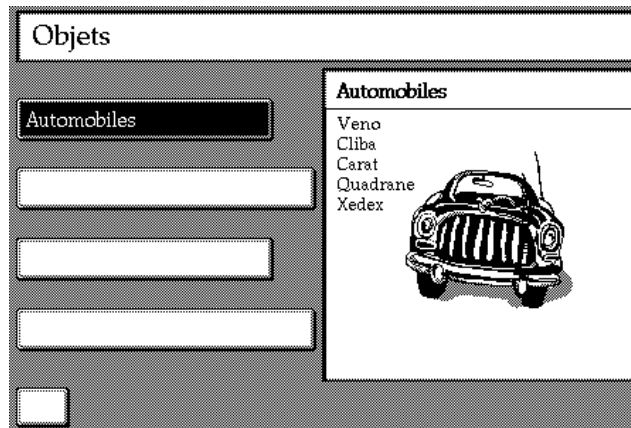 Objets
Automobiles
Automobiles
Veno
Cliba
Carat
Quadrane
Xedex